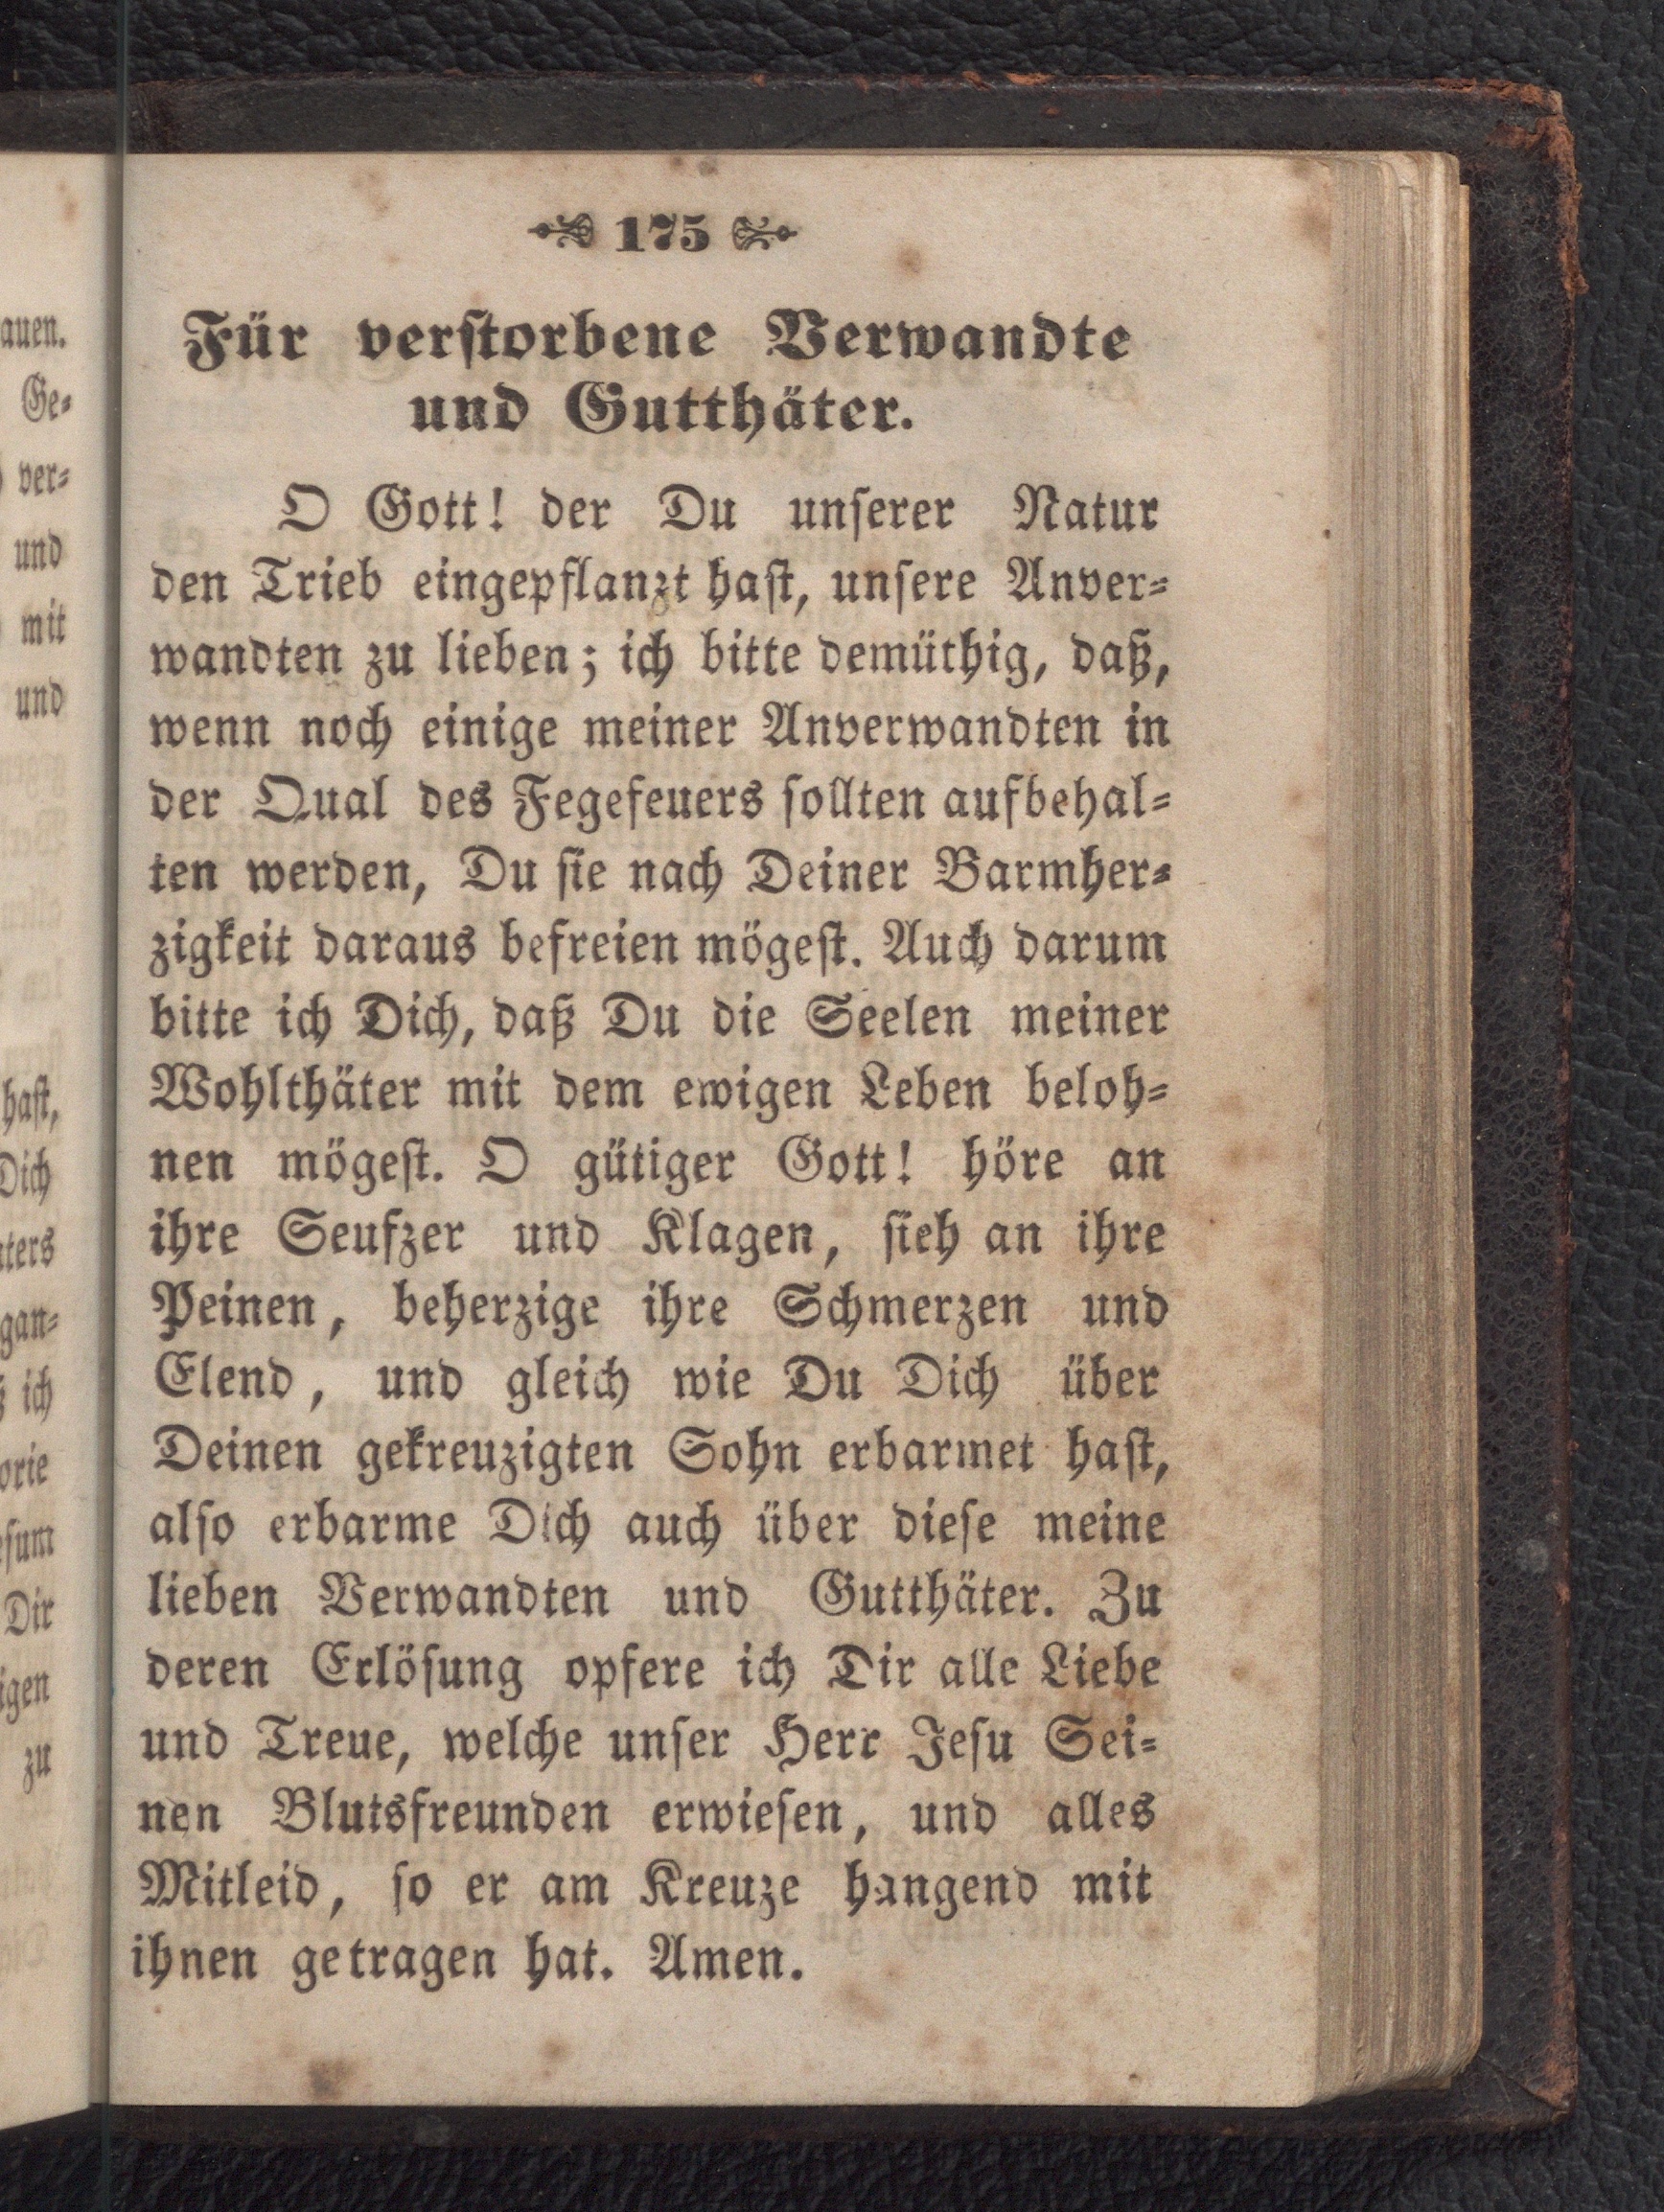 175
Für verstorbene Verwandte
und Gutthäter.
O Gott! der Du unserer Natur
den Trieb eingepflanzt hast, unsere Anver=
wandten zu lieben; ich bitte demüthig, daß,
wenn noch einige meiner Anverwandten in
der Qual des Fegefeuers sollten aufbehal=
ten werden, Du sie nach Deiner Barmher=
zigkeit daraus befreien mögest. Auch darum
bitte ich Dich, daß Du die Seelen meiner
Wohlthäter mit dem ewigen Leben beloh=
nen mögest. O gütiger Gott! höre an
ihre Seufzer und Klagen, sieh an ihre
Peinen, beherzige ihre Schmerzen und
Elend, und gleich wie Du Dich über
Deinen gekreuzigten Sohn erbarmet hast,
also erbarme Dich auch über diese meine
lieben Verwandten und Gutthäter. Zu
deren Erlösung opfere ich Dir alle Liebe
und Treue, welche unser Herr Jesu Sei=
nen Blutsfreunden erwiesen, und alles
Mitleid, so er am Kreuze hangend mit
ihnen getragen hat. Amen.